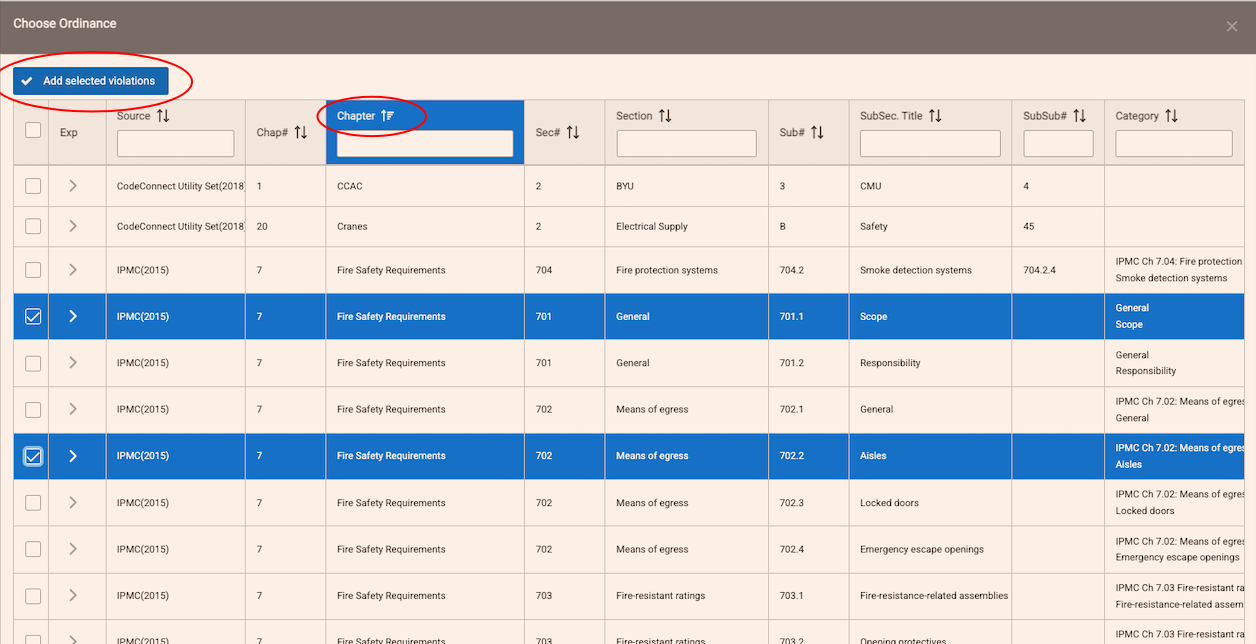 Choose Ordinance
Add selected violations
Exp Source Chap# Chapter Sec# Section Sub# SubSec. Title SubSub# Category
CodeConnect Utility Set(2018) 1 CCAC 2 BYU 3 CMU 4
CodeConnect Utility Set(2018) 20 Cranes 2 Electrical Supply B Safety 45
IPMC(2015) 7 Fire Safety Requirements 704 Fire protection systems 704.2 Smoke detection systems 704.2.4 IPMC Ch 7.04: Fire protection
Smoke detection systems
IPMC(2015) 7 Fire Safety Requirements 701 General 701.1 Scope General
Scope
IPMC(2015) 7 Fire Safety Requirements 701 General 701.2 Responsibility General
Responsibility
IPMC(2015) 7 Fire Safety Requirements 702 Means of egress 702.1 General IPMC Ch 7.02: Means of egres
General
IPMC(2015) 7 Fire Safety Requirements 702 Means of egress 702.2 Aisles IPMC Ch 7.02: Means of egres
Aisles
IPMC(2015) 7 Fire Safety Requirements 702 Means of egress 702.3 Locked doors IPMC Ch 7.02: Means of egres
Locked doors
IPMC(2015) 7 Fire Safety Requirements 702 Means of egress 702.4 Emergency escape openings IPMC Ch 7.02: Means of egres
Emergency escape openings
IPMC(2015) 7 Fire Safety Requirements 703 Fire-resistant ratings 703.1 Fire-resistance-related assemblies IPMC Ch 7.03 Fire-resistant ra
Fire-resistance-related assem
IPMC(2015) 7 Fire Safety Requirements 703 Fire-resistant ratings 703.2 Opening protectives IPMC Ch 7.03 Fire-resistant ra